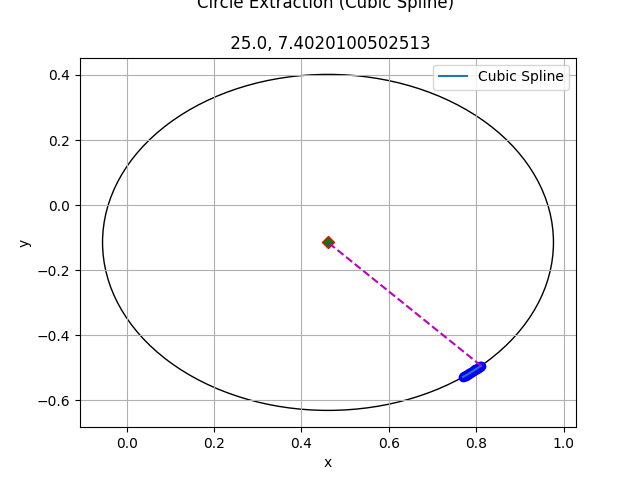 Circle Extraction (Cubic Spline)
25.0, 7.4020100502513
Cubic Spline
0.4
0.2
0.0
−0.2
−0.4
−0.6
y
0.0 0.2 0.4 0.6 0.8 1.0
x